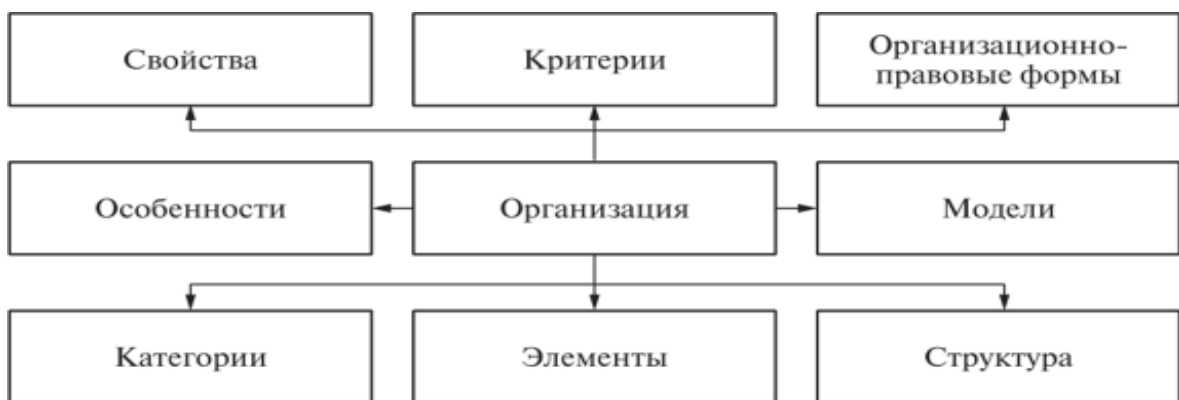 Свойства
Критерии
Организационно-
правовые формы
Особенности
Организация
Модели
Категории
Элементы
Структура